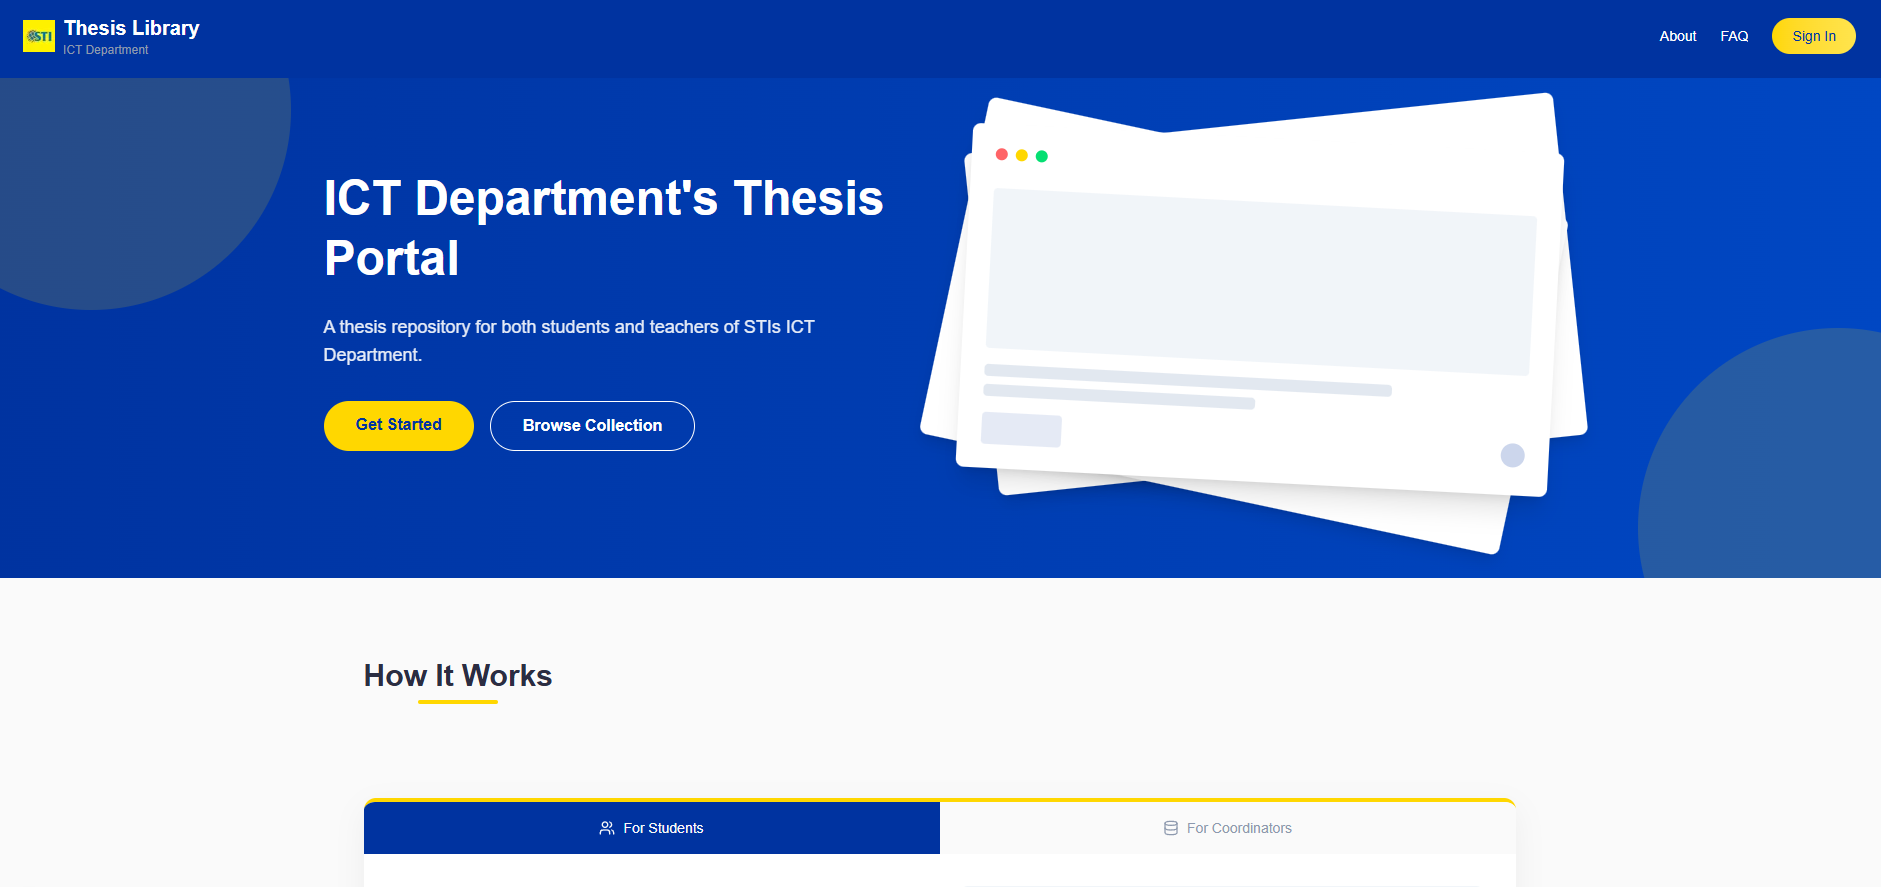 STI
Thesis Library
ICT Department
About
FAQ
Sign In
ICT Department's Thesis
Portal
A thesis repository for both students and teachers of STIs ICT
Department.
Get Started
Browse Collection
How It Works
For Students
For Coordinators